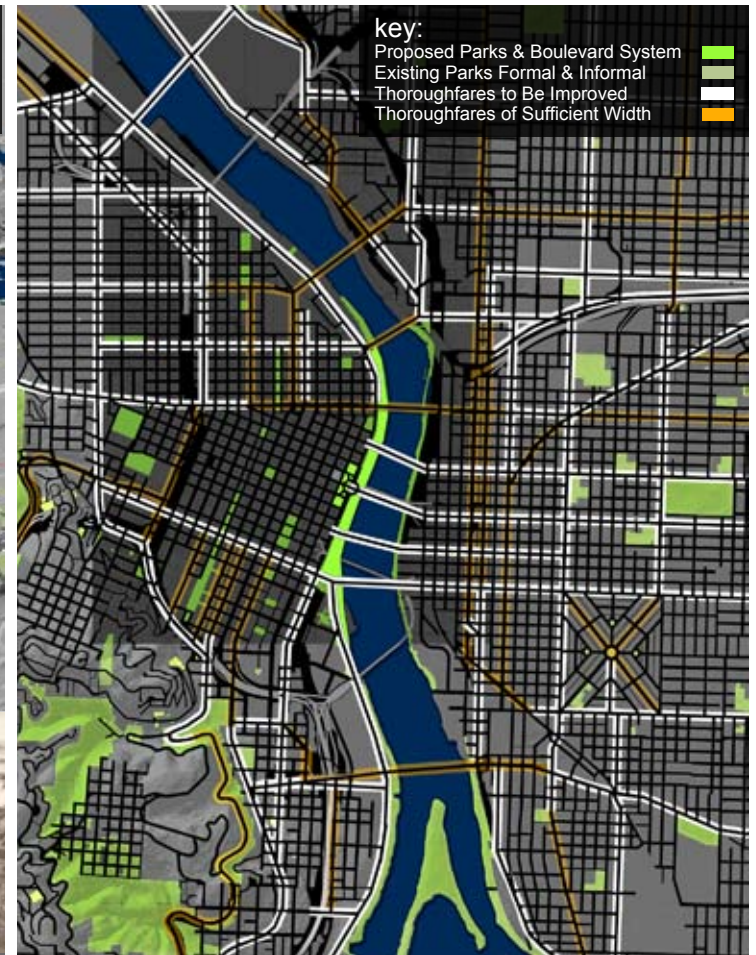 key:
Proposed Parks & Boulevard System
Existing Parks Formal & Informal
Thoroughfares to Be Improved
Thoroughfares of Sufficient Width